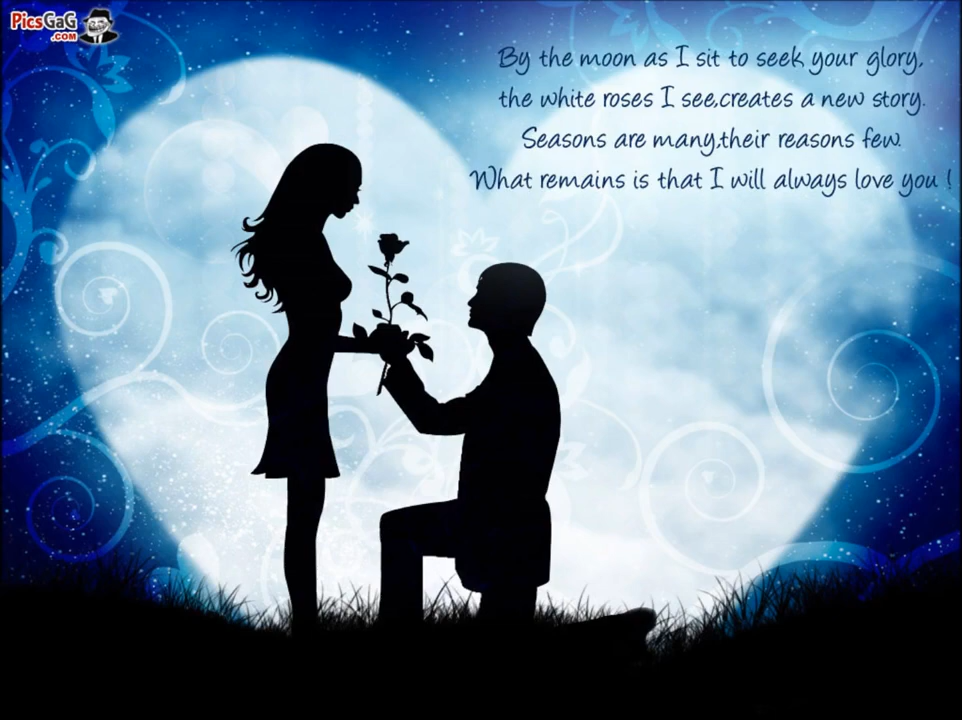 PicsGaG
.COM
By the moon as I sit to seek your glory,
the white roses I see,creates a new story.
Seasons are many,their reasons few.
What remains is that I will always love you !